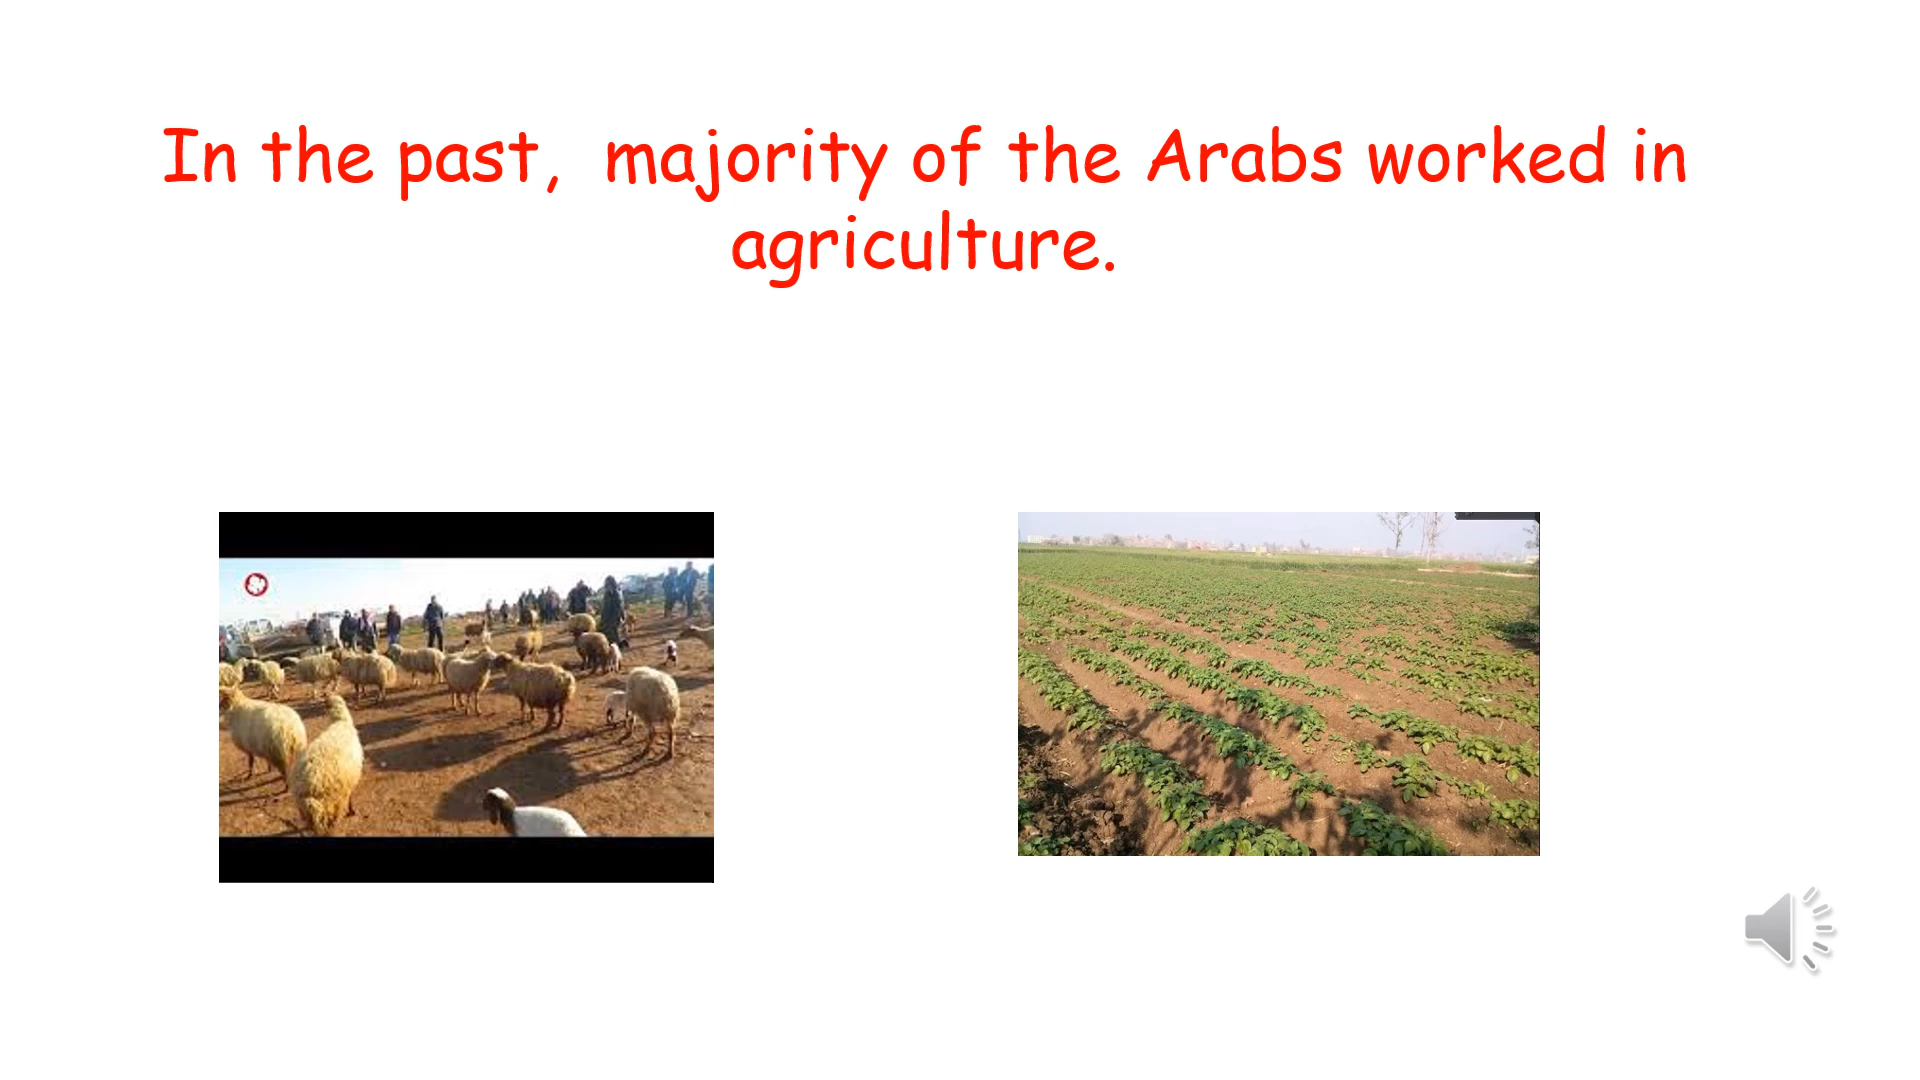 In the past,  majority of the Arabs worked in
agriculture.